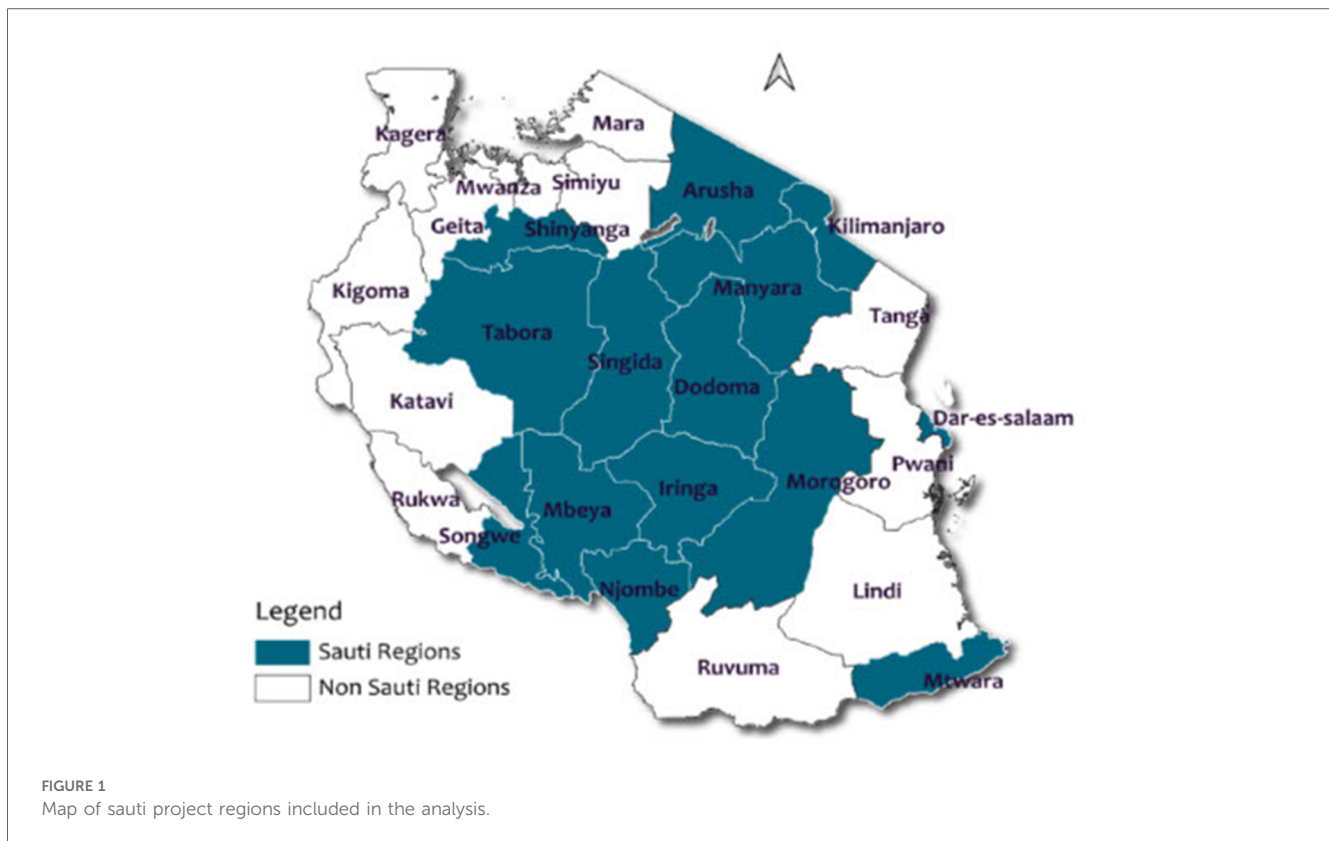 Mara
Kagera
Mwanza
Simiyu
Arusha
Geita
Shinyanga
Kilimanjaro
Kigoma
Manyara
Tanga
Tabora
Singida
Dodoma
Katavi
Dar-es-salaam
Pwani
Rukwa
Mbeya
Iringa
Morogoro
Songwe
Njombe
Lindi
Ruvuma
Mtwara
Legend
Sauti Regions
Non Sauti Regions
FIGURE 1
Map of sauti project regions included in the analysis.